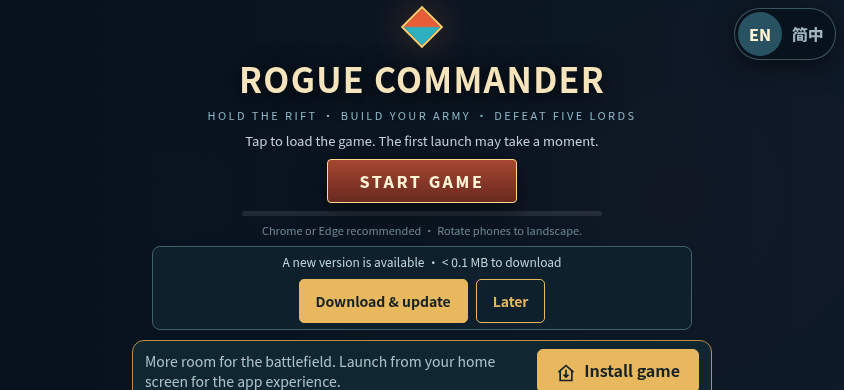 EN 简中
ROGUE COMMANDER
HOLD THE RIFT • BUILD YOUR ARMY • DEFEAT FIVE LORDS
Tap to load the game. The first launch may take a moment.
START GAME
Chrome or Edge recommended • Rotate phones to landscape.
A new version is available • < 0.1 MB to download
Download & update Later
More room for the battlefield. Launch from your home
screen for the app experience.
Install game